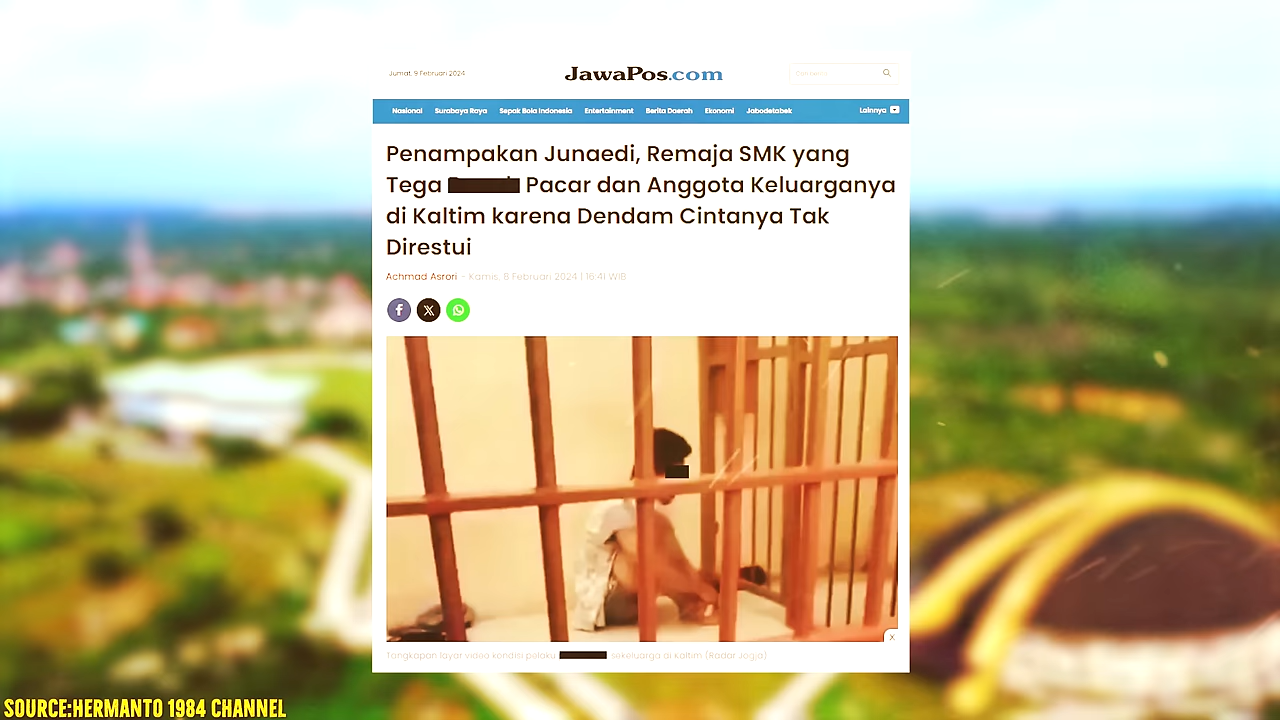 Jumat, 9 Februari 2024
JawaPos.com
Nasional Surabaya Raya Sepak Bola Indonesia Entertainment Berita Daerah Ekonomi Jabodetabek Lainnya
Penampakan Junaedi, Remaja SMK yang
Tega Pacar dan Anggota Keluarganya
di Kaltim karena Dendam Cintanya Tak
Direstui
Achmad Asrori - Kamis, 8 Februari 2024 | 16.41 WIB
X
Tangkapan layar video kondisi pelaku sekeluarga di Kaltim (Radar Jogja)
SOURCE:HERMANTO 1984 CHANNEL